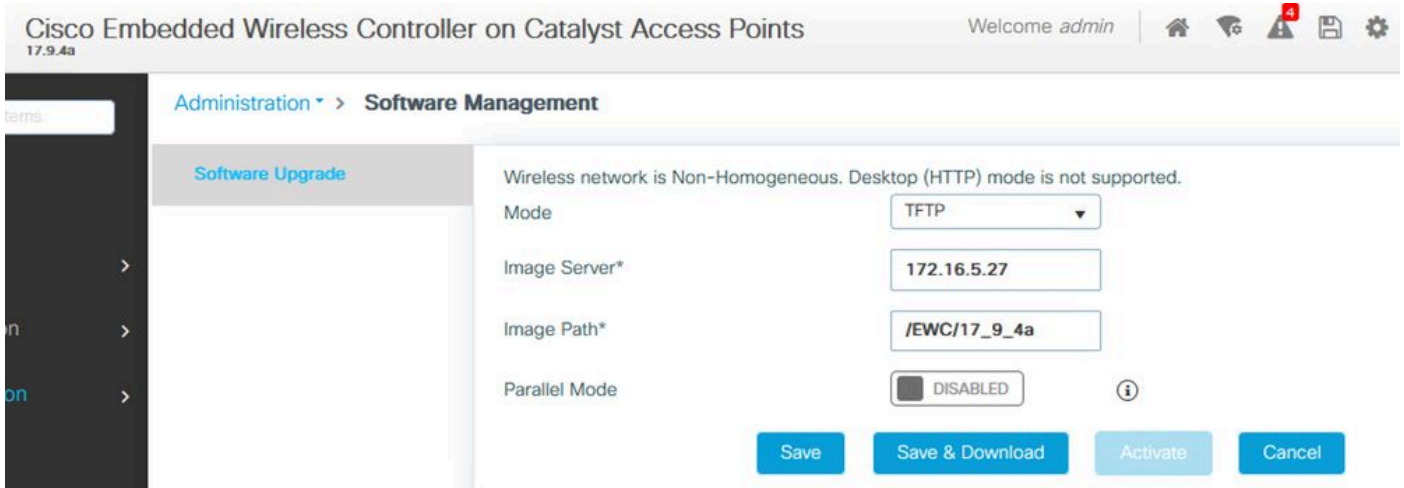 Cisco Embedded Wireless Controller on Catalyst Access Points
Welcome admin
4
17.9.4a
Administration > Software Management
Software Upgrade
Wireless network is Non-Homogeneous. Desktop (HTTP) mode is not supported.
Mode TFTP
Image Server* 172.16.5.27
Image Path* /EWC/17_9_4a
Parallel Mode DISABLED
Save Save & Download Activate Cancel